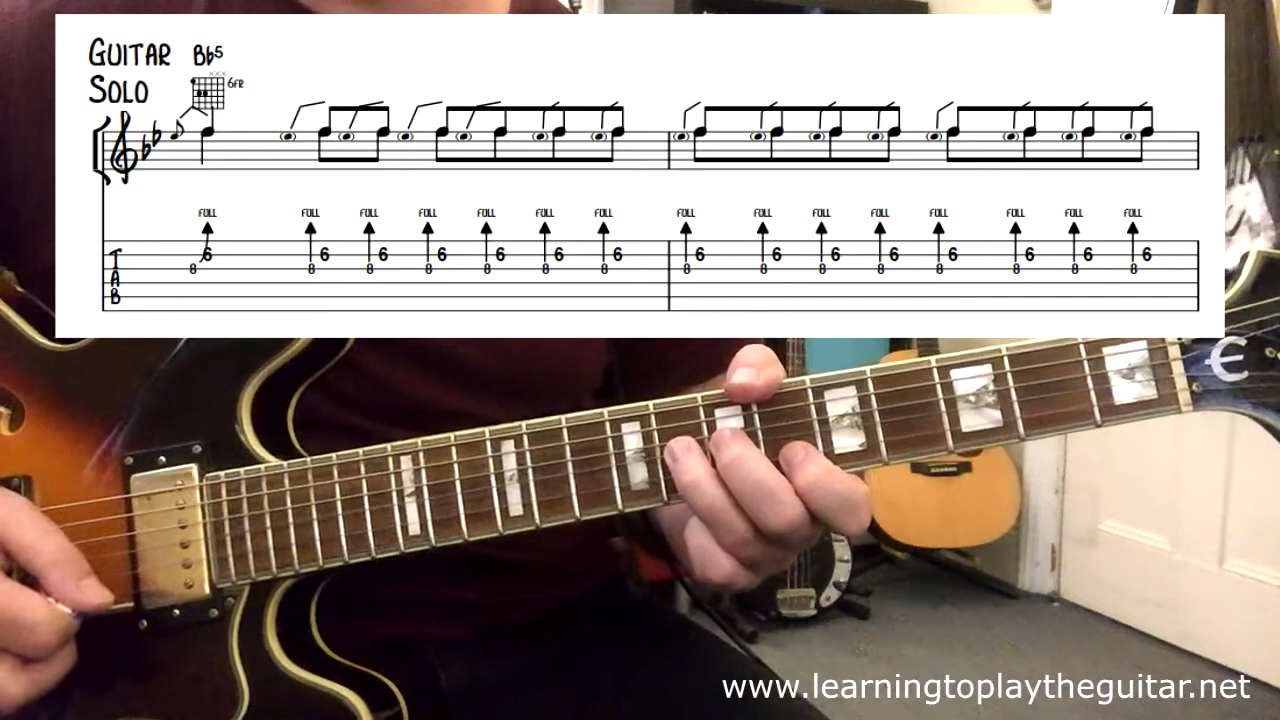 GUITAR Bb5
SOLO 6FR
XXX
FULL FULL FULL FULL FULL FULL FULL FULL FULL FULL FULL FULL FULL FULL FULL
T 6 6 6 6 6 6 6 6 6 6 6 6 6 6 6
A 8 8 8 8 8 8 8 8 8 8 8 8 8 8 8
B
Є
www.learningtoplaytheguitar.net